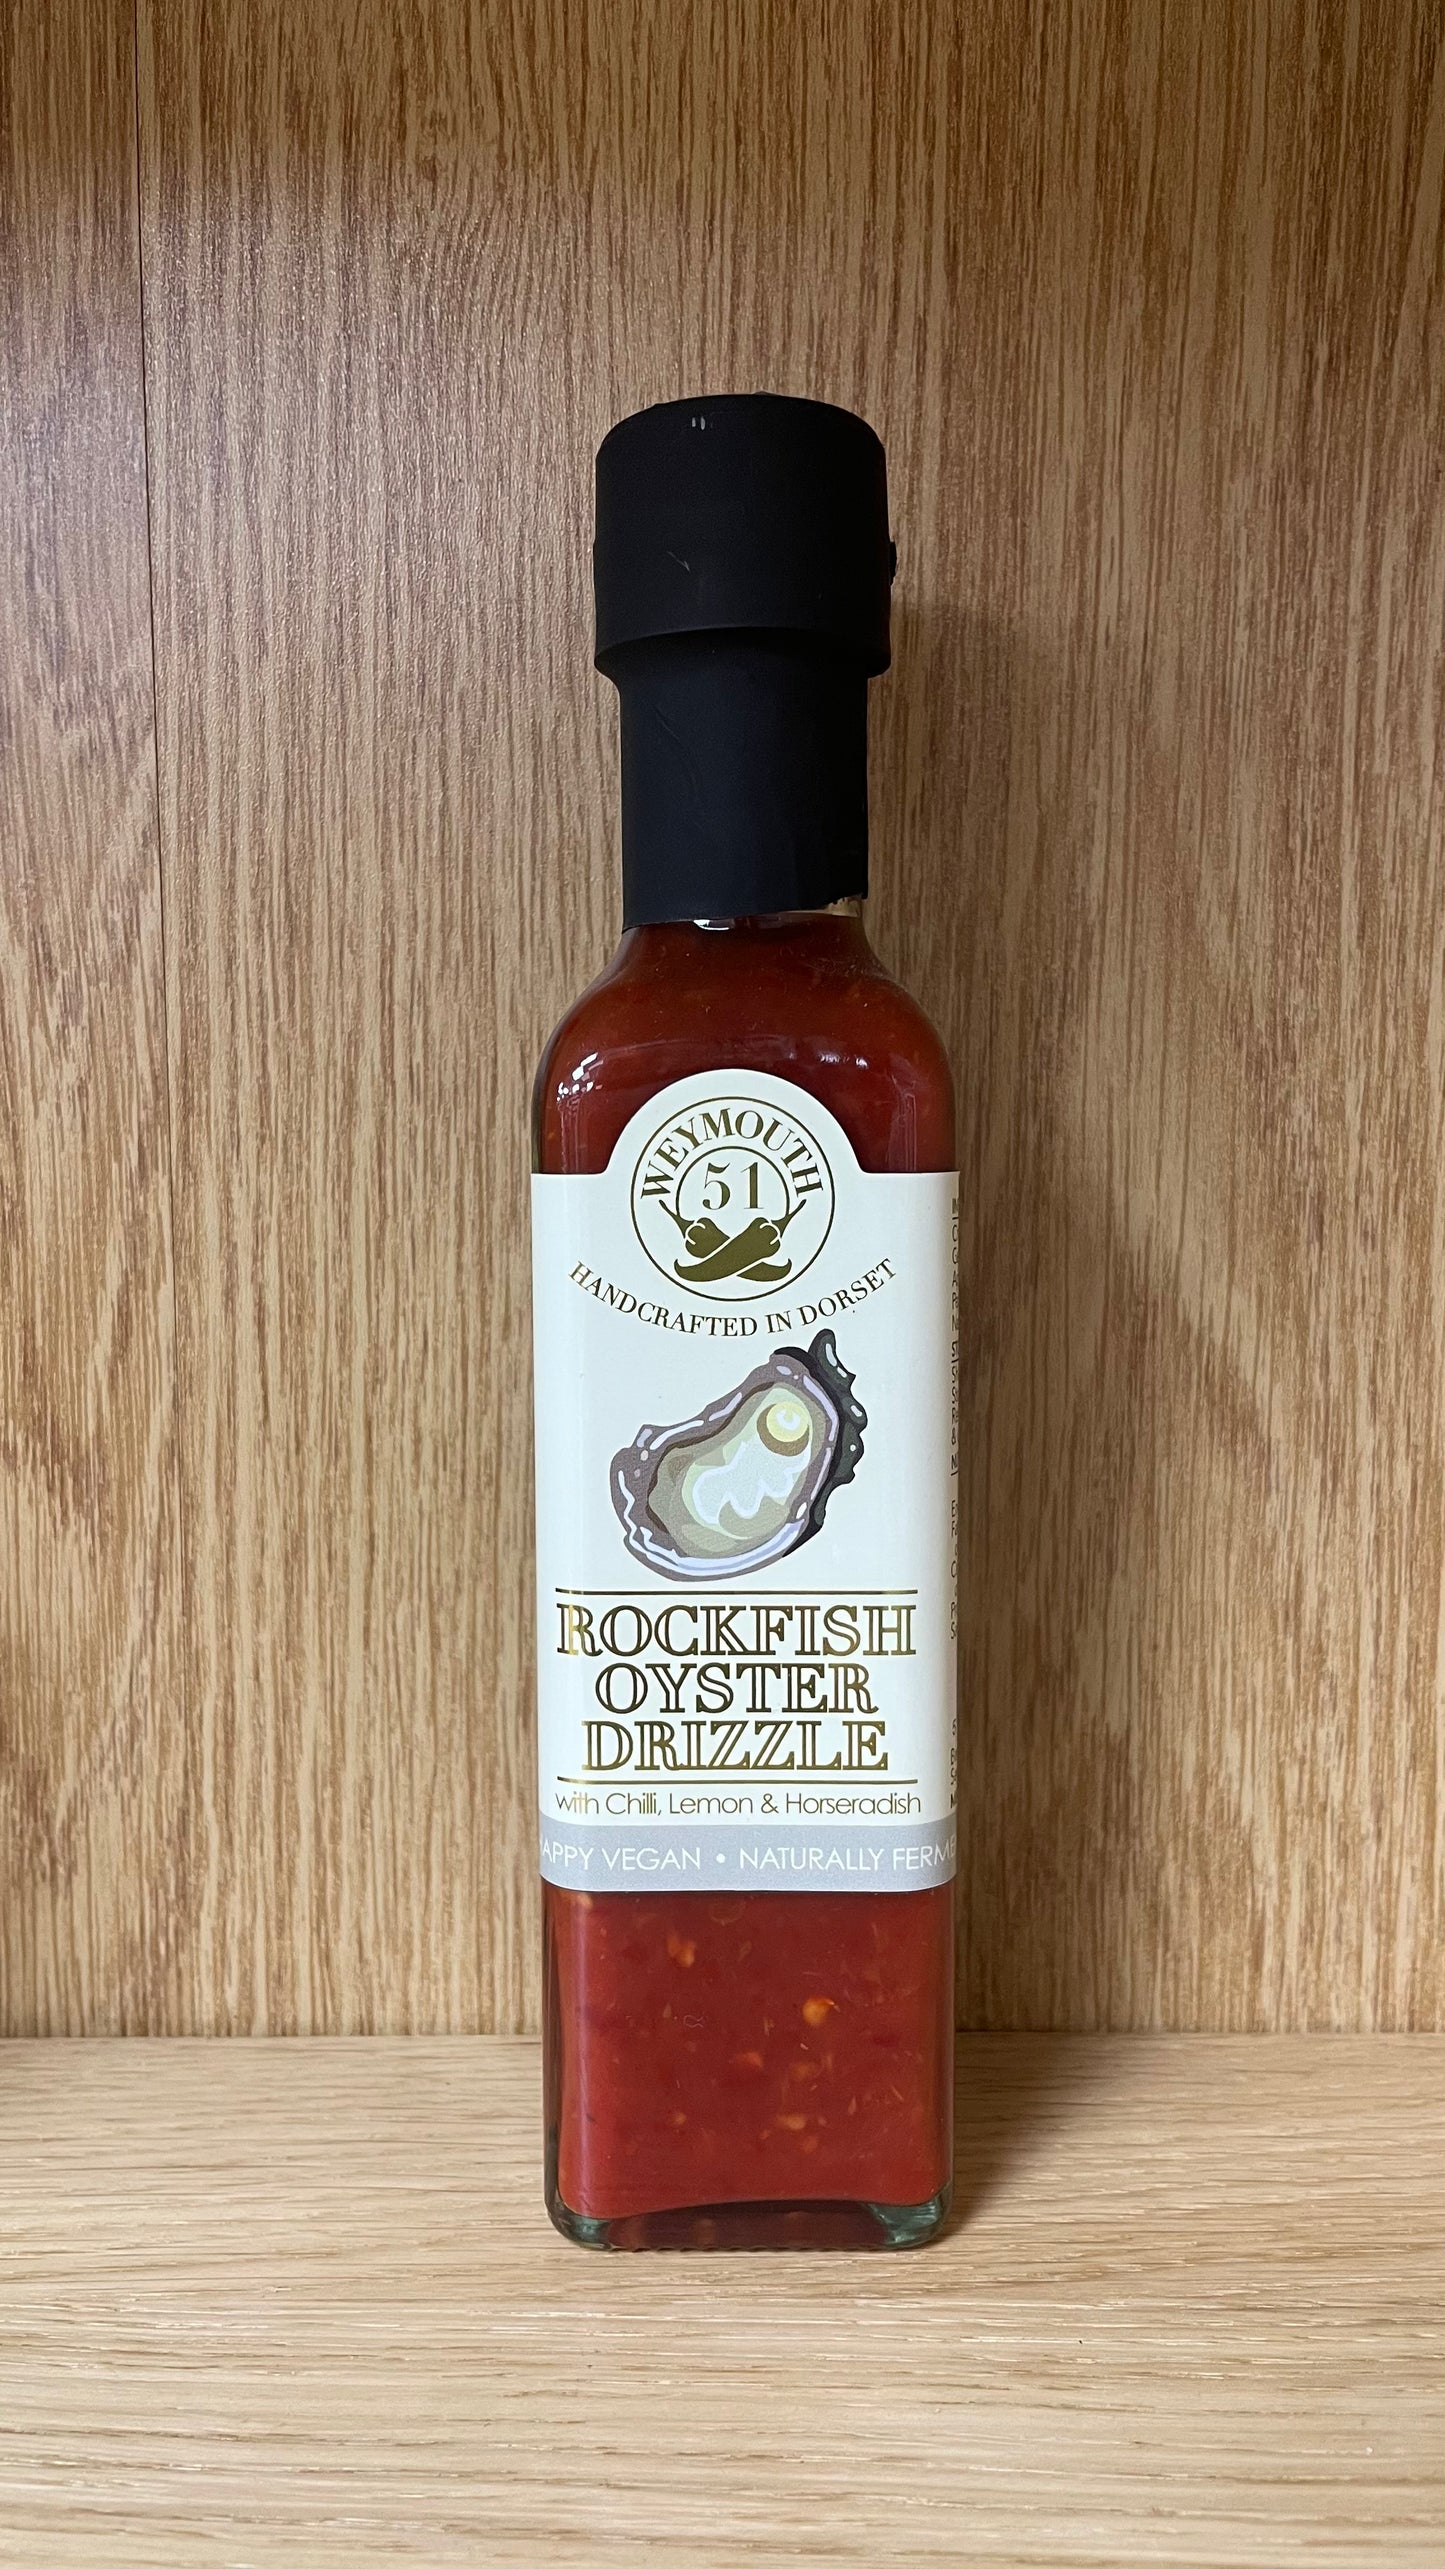 WEYMOUTH
51
HANDCRAFTED IN DORSET
ROCKFISH
OYSTER
DRIZZLE
with Chilli, Lemon & Horseradish
VEGAN • NATURALLY